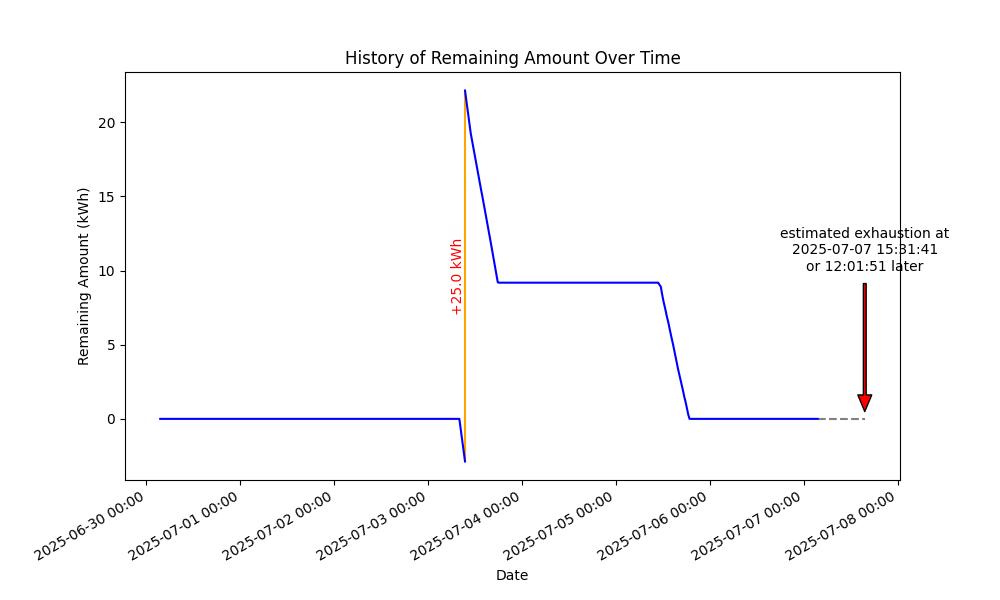 History of Remaining Amount Over Time
Remaining Amount (kWh)
20
15
10
5
0
+25.0 kWh
estimated exhaustion at
2025-07-07 15:31:41
or 12:01:51 later
2025-06-30 00:00
2025-07-01 00:00
2025-07-02 00:00
2025-07-03 00:00
2025-07-04 00:00
2025-07-05 00:00
2025-07-06 00:00
2025-07-07 00:00
2025-07-08 00:00
Date